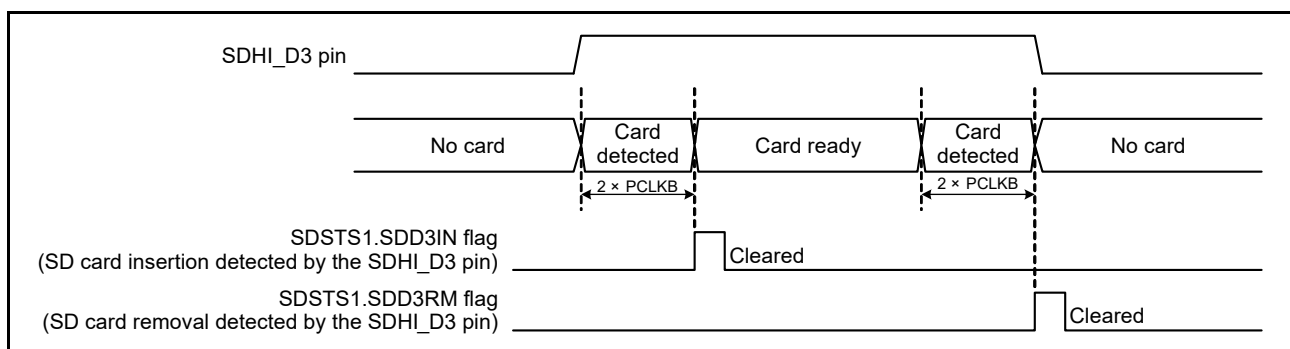 SDHI_D3 pin
No card
Card
detected
Card ready
Card
detected
No card
2 × PCLKB
2 × PCLKB
SDSTS1.SDD3IN flag
(SD card insertion detected by the SDHI_D3 pin)
Cleared
SDSTS1.SDD3RM flag
(SD card removal detected by the SDHI_D3 pin)
Cleared